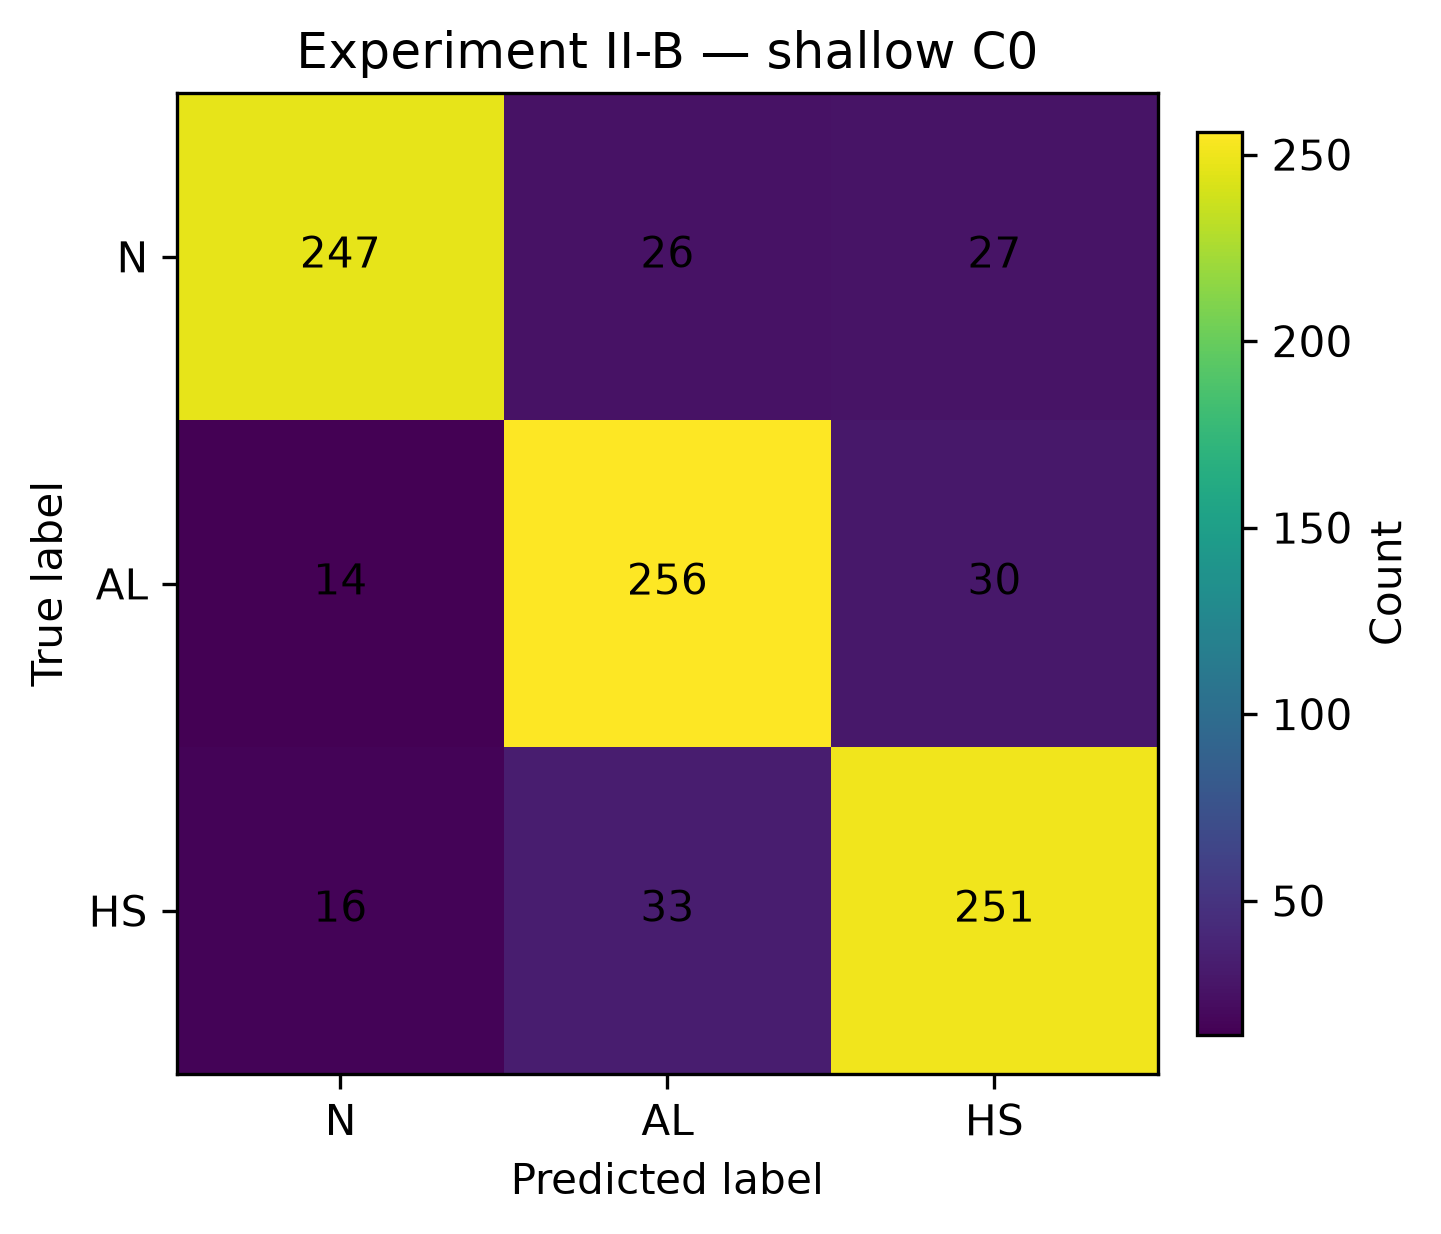 Experiment II-B — shallow C0
N
247
26
27
AL
14
256
30
HS
16
33
251
N
AL
HS
Predicted label
True label
250
200
150
100
50
Count